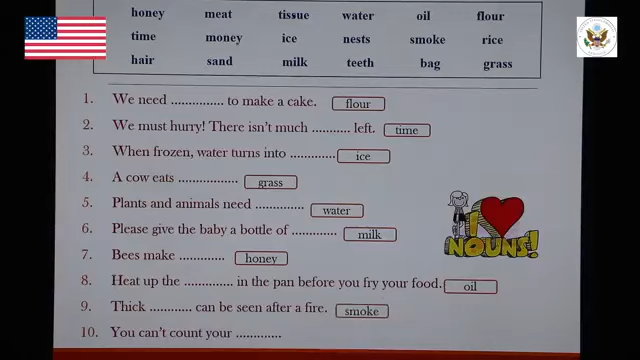 honey meat tissue water oil flour
time money ice nests smoke rice
hair sand milk teeth bag grass
1. We need ............... to make a cake. flour
2. We must hurry! There isn't much ........... left. time
3. When frozen, water turns into ............. ice
4. A cow eats ................. grass
5. Plants and animals need .............. water
6. Please give the baby a bottle of ............. milk
7. Bees make ............. honey
8. Heat up the .............. in the pan before you fry your food. oil
9. Thick ............ can be seen after a fire. smoke
10. You can't count your .............
I
NOUNS!